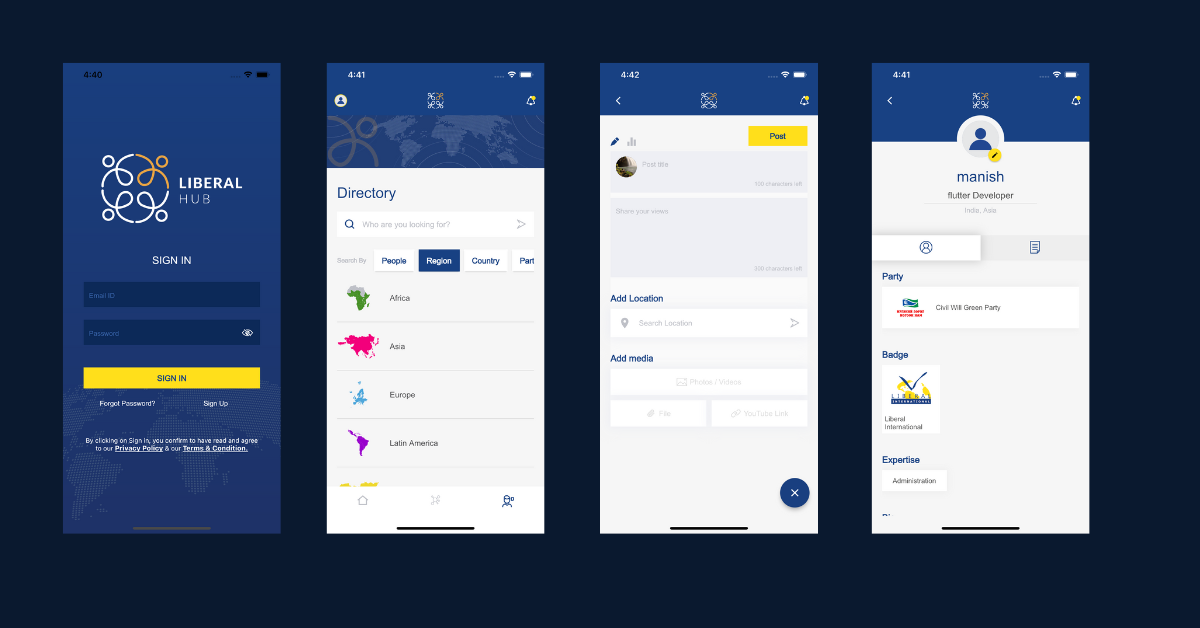 4:40
LIBERAL
HUB
SIGN IN
Email ID
Password
SIGN IN
Forgot Password?
Sign Up
By clicking on Sign in, you confirm to have read and agree
to our Privacy Policy & our Terms & Condition.
4:41
Directory
Who are you looking for?
Search By
People
Region
Country
Part
Africa
Asia
Europe
Latin America
4:42
Post
Post title
100 characters left
Share your views
300 characters left
Add Location
Search Location
Add media
Photos / Videos
File
YouTube Link
4:41
manish
flutter Developer
India, Asia
Party
Civil Will Green Party
Badge
LIBERAL
INTERNATIONAL
Liberal
International
Expertise
Administration